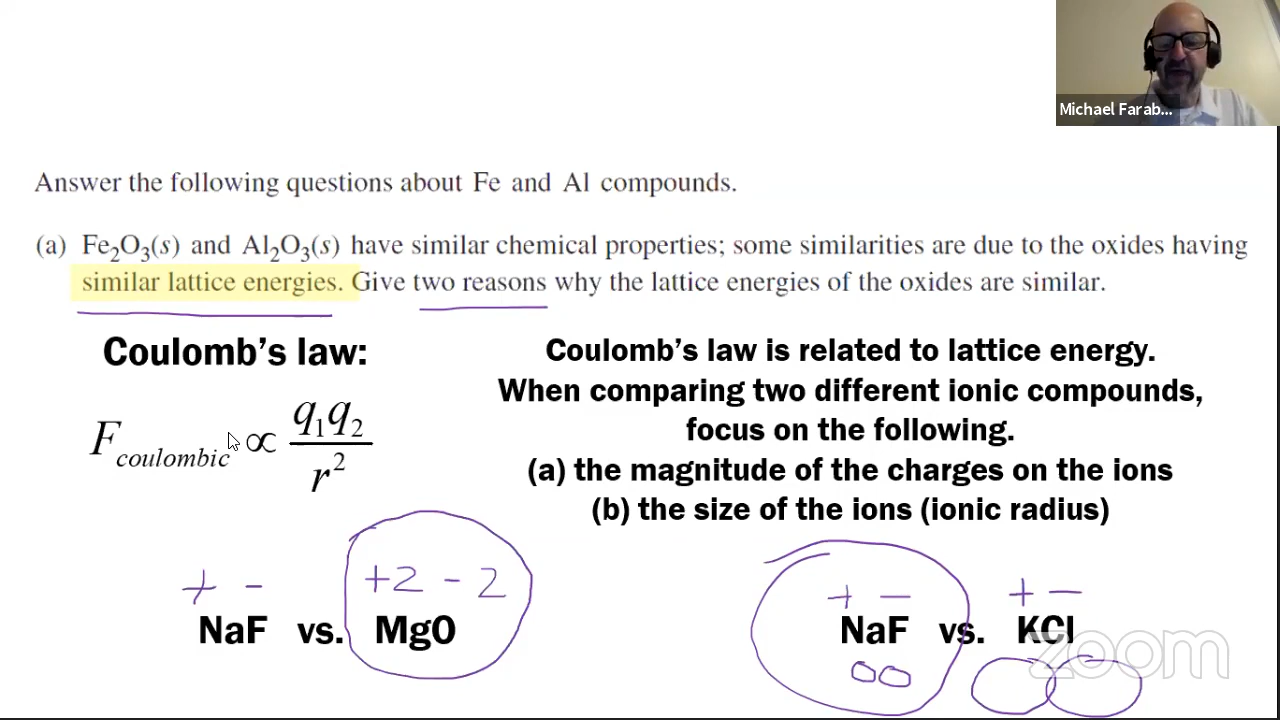 Michael Farab...
Answer the following questions about Fe and Al compounds.
(a) Fe₂O₃(s) and Al₂O₃(s) have similar chemical properties; some similarities are due to the oxides having
similar lattice energies. Give two reasons why the lattice energies of the oxides are similar.
Coulomb's law:
F coulombic ∝ q₁q₂ / r²
Coulomb's law is related to lattice energy.
When comparing two different ionic compounds,
focus on the following.
(a) the magnitude of the charges on the ions
(b) the size of the ions (ionic radius)
+ - +2 - 2
NaF vs. MgO
+ - + -
NaF vs. KCl
zoom